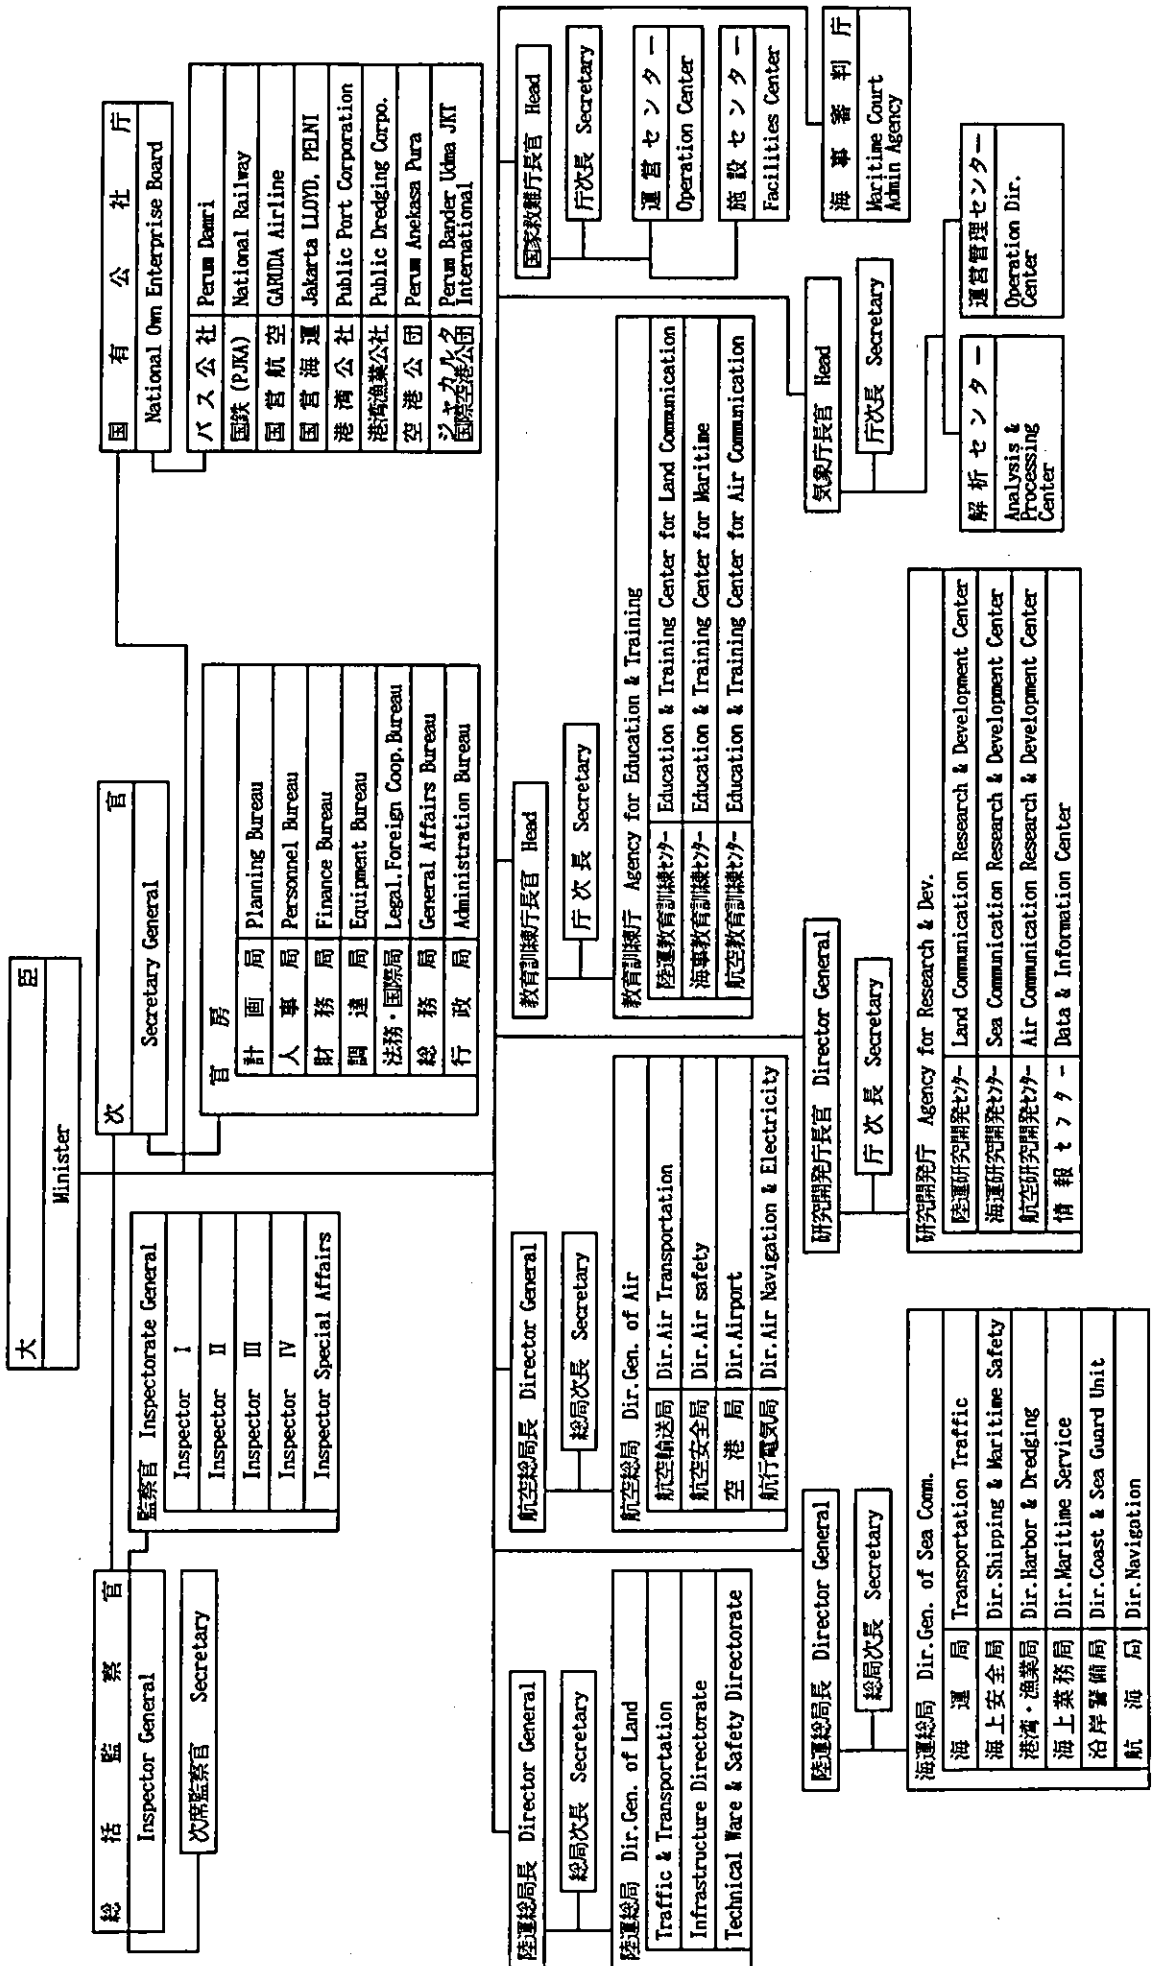 大臣
Minister
総括監察官
Inspector General
次席監察官 Secretary
監察官 Inspectorate General
Inspector Ⅰ
Inspector Ⅱ
Inspector Ⅲ
Inspector Ⅳ
Inspector Special Affairs
次官
Secretary General
官房
計画局 Planning Bureau
人事局 Personnel Bureau
財務局 Finance Bureau
調達局 Equipment Bureau
法務・国際局 Legal.Foreign Coop.Bureau
総務局 General Affairs Bureau
行政局 Administration Bureau
国有公社庁
National Own Enterprise Board
バス公社 Perum Damri
国鉄 (PJKA) National Railway
国営航空 GARUDA Airline
国営海運 Jakarta LLOYD, PELNI
港湾公社 Public Port Corporation
港湾漁業公社 Public Dredging Corpo.
空港公団 Perum Anekasa Pura
ジャカルタ国際空港公団 Perum Bander Udma JKT International
陸運総局長 Director General
総局次長 Secretary
陸運総局 Dir.Gen. of Land
Traffic & Transportation
Infrastructure Directorate
Technical Ware & Safety Directorate
航空総局長 Director General
総局次長 Secretary
航空総局 Dir.Gen. of Air
航空輸送局 Dir.Air Transportation
航空安全局 Dir.Air safety
空港局 Dir.Airport
航行電気局 Dir.Air Navigation & Electricity
教育訓練庁長官 Head
庁次長 Secretary
教育訓練庁 Agency for Education & Training
陸運教育訓練センター Education & Training Center for Land Communication
海事教育訓練センター Education & Training Center for Maritime
航空教育訓練センター Education & Training Center for Air Communication
国家救難庁長官 Head
庁次長 Secretary
運営センター
Operation Center
施設センター
Facilities Center
海事審判庁
Maritime Court
Admin Agency
陸運総局長 Director General
総局次長 Secretary
海運総局 Dir.Gen. of Sea Comm.
海運局 Transportation Traffic
海上安全局 Dir.Shipping & Maritime Safety
港湾・漁業局 Dir.Harbor & Dredging
海上業務局 Dir.Maritime Service
沿岸警備局 Dir.Coast & Sea Guard Unit
航海局 Dir.Navigation
研究開発庁長官 Director General
庁次長 Secretary
研究開発庁 Agency for Research & Dev.
陸運研究開発センター Land Communication Research & Development Center
海運研究開発センター Sea Communication Research & Development Center
航空研究開発センター Air Communication Research & Development Center
情報センター Data & Information Center
気象庁長官 Head
庁次長 Secretary
解析センター
Analysis &
Processing
Center
運営管理センター
Operation Dir.
Center